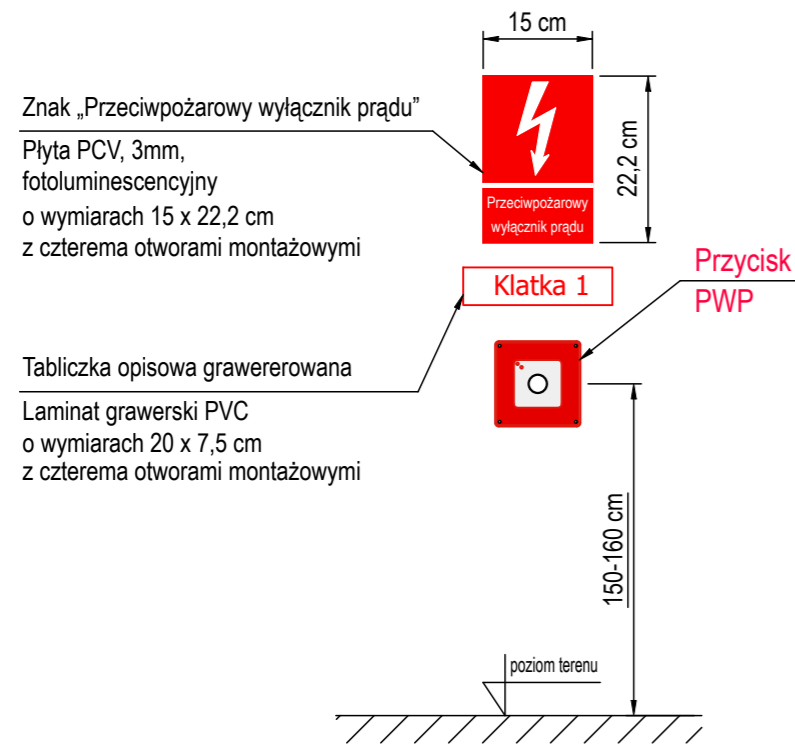 15 cm
Znak „Przeciwpożarowy wyłącznik prądu”
Płyta PCV, 3mm,
fotoluminescencyjny
o wymiarach 15 x 22,2 cm
z czterema otworami montażowymi
22,2 cm
Przeciwpożarowy
wyłącznik prądu
Klatka 1
Przycisk
PWP
Tabliczka opisowa grawererowana
Laminat grawerski PVC
o wymiarach 20 x 7,5 cm
z czterema otworami montażowymi
150-160 cm
poziom terenu